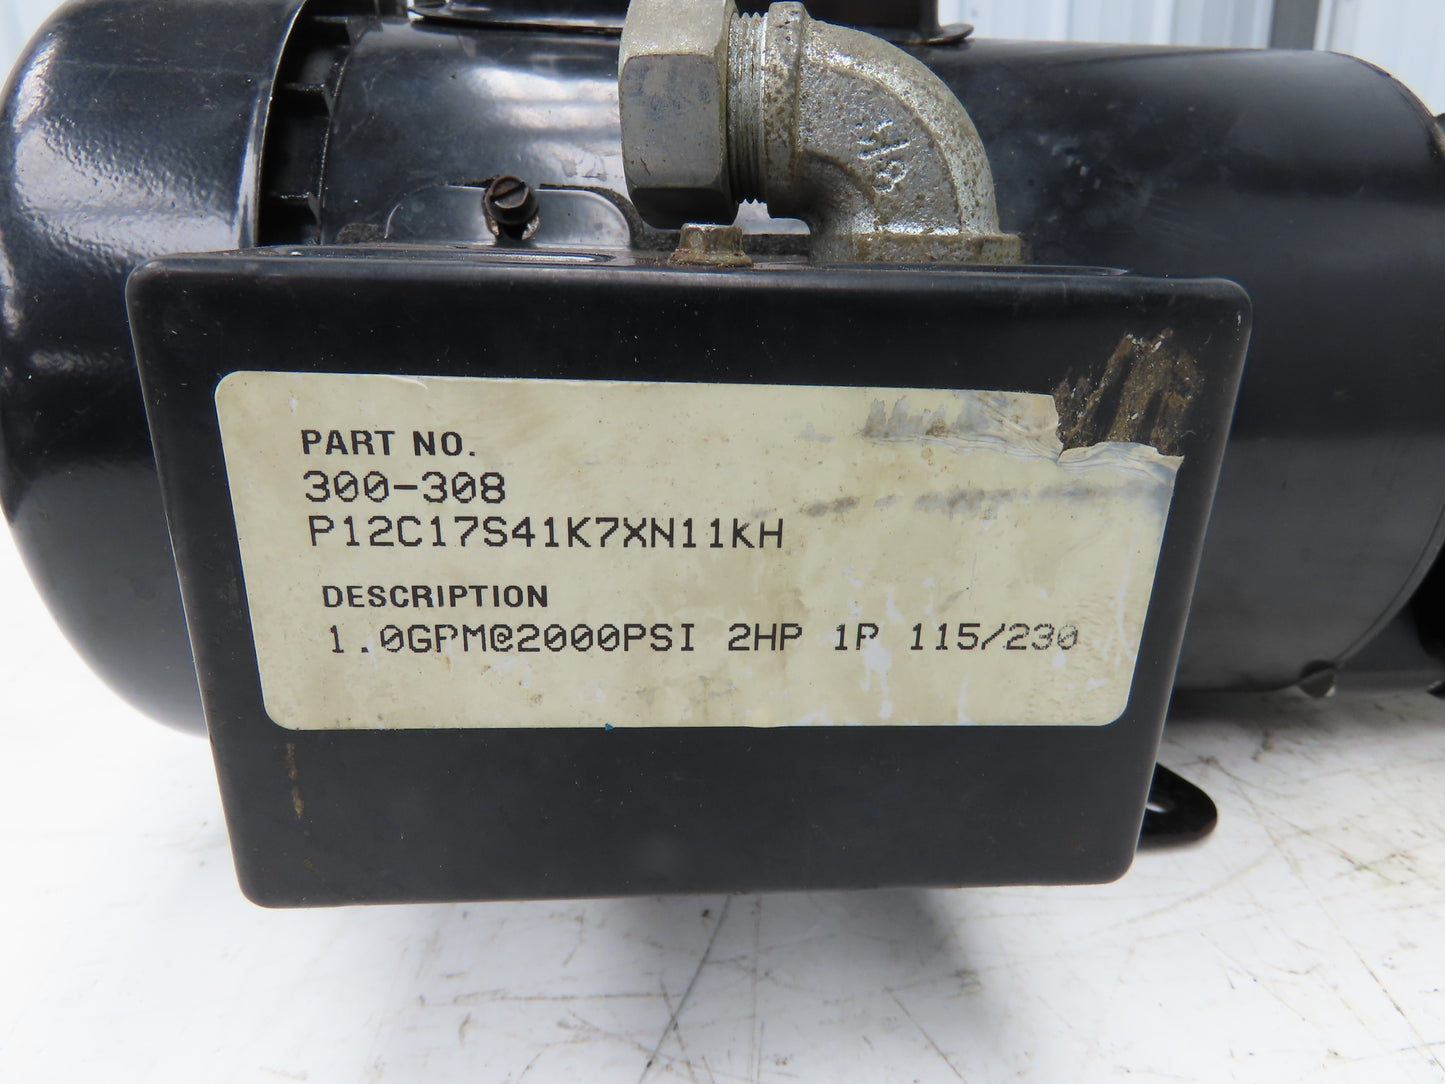 PART NO.
300-308
P12C17S41K7XN11KH
DESCRIPTION
1.0GPM@2000PSI 2HP 1P 115/230